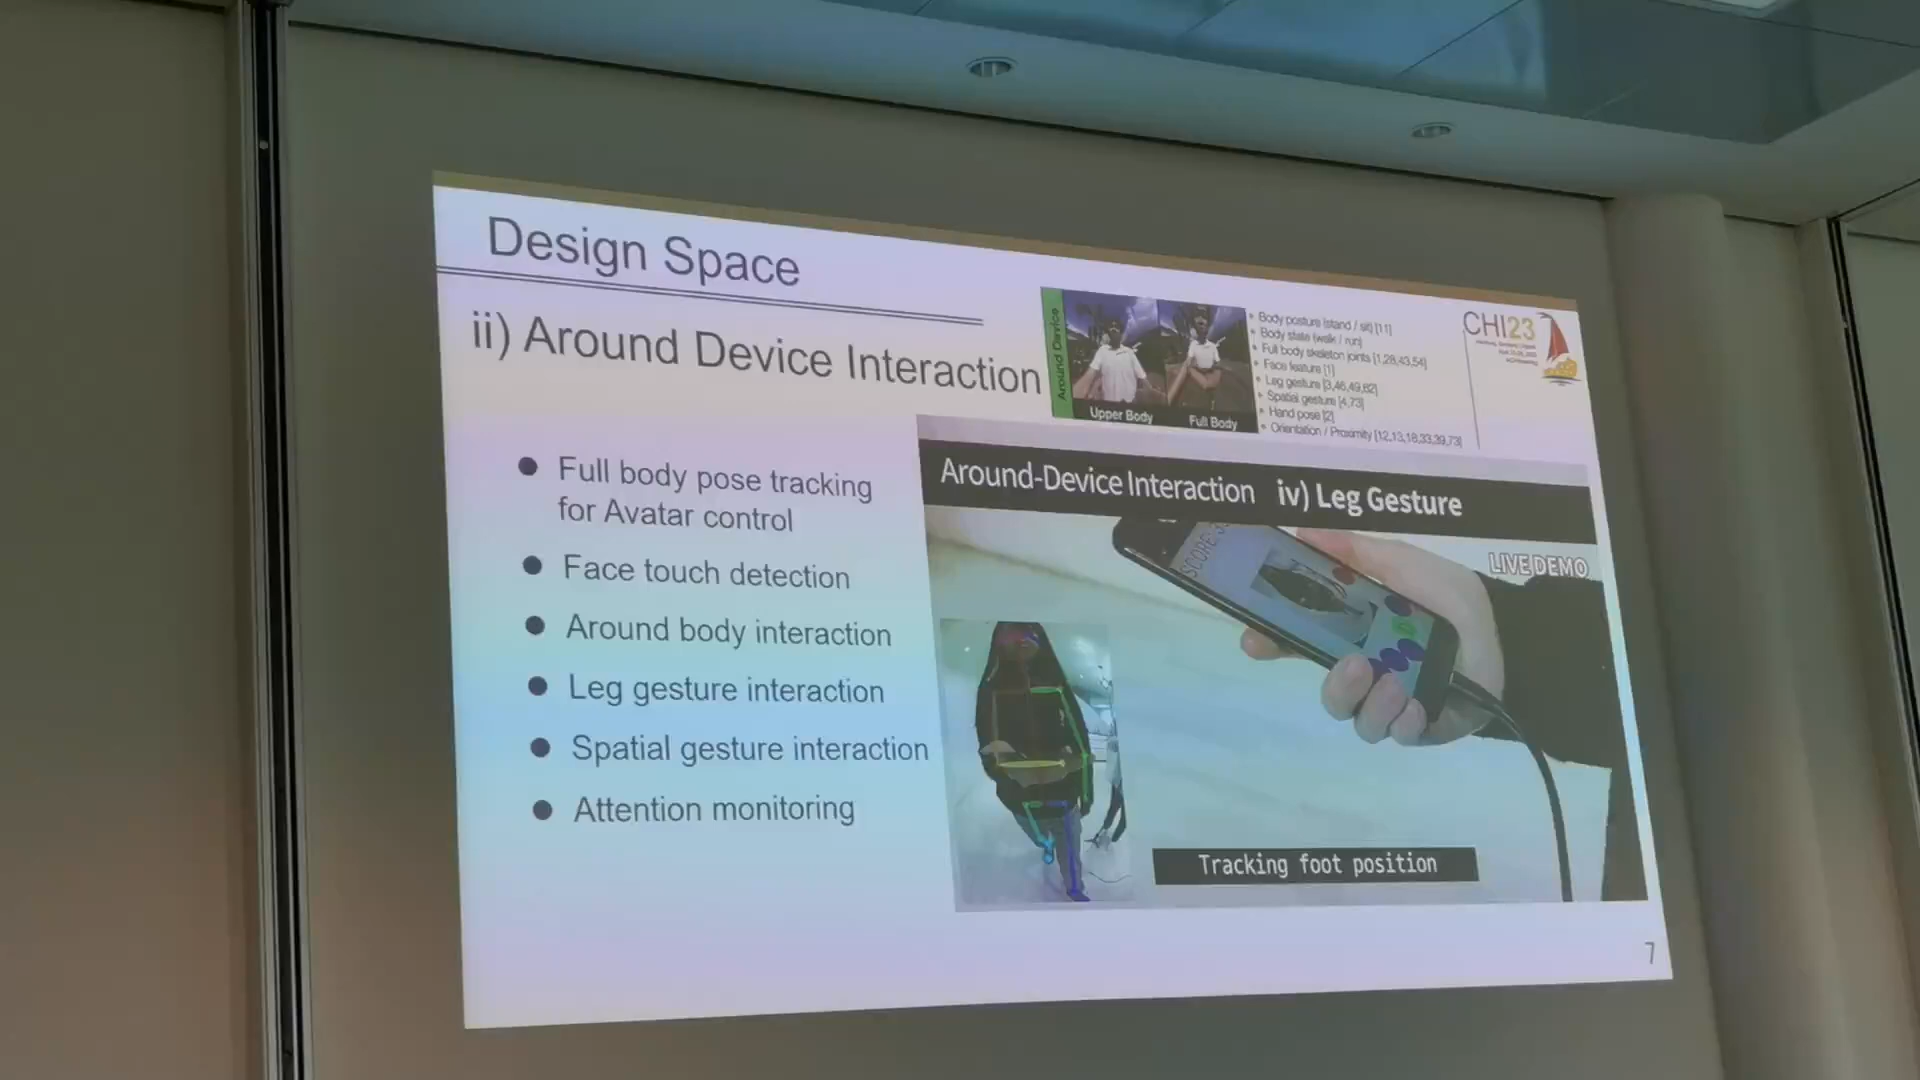 Design Space
ii) Around Device Interaction
Around Device
Upper Body
Full Body
• Body posture (stand / sit) [11]
• Body state (walk / run)
• Full body skeleton joints [1,28,43,54]
• Face feature [1]
• Leg gesture [3,46,49,62]
• Spatial gesture [4,73]
• Hand pose [2]
• Orientation / Proximity [12,13,18,33,39,73]
CHI23
● Full body pose tracking
for Avatar control
● Face touch detection
● Around body interaction
● Leg gesture interaction
● Spatial gesture interaction
● Attention monitoring
Around-Device Interaction iv) Leg Gesture
LIVE DEMO
SCORE:
Tracking foot position
7